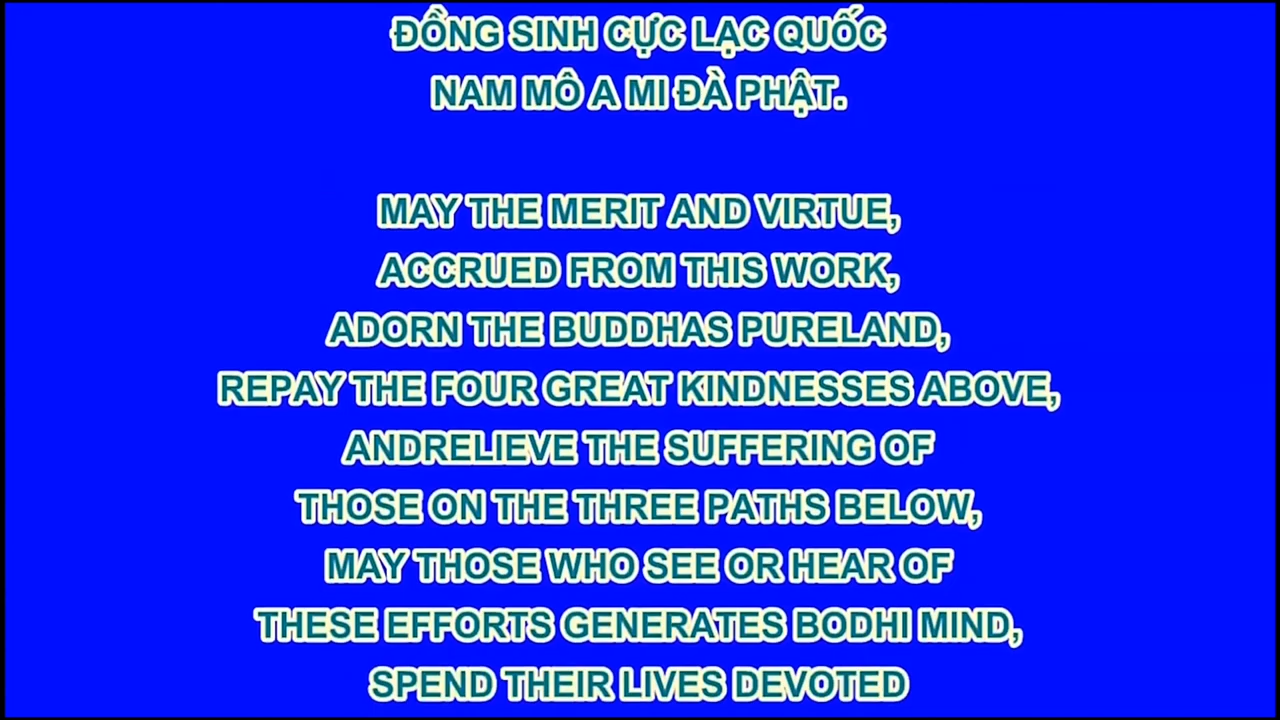 ĐỒNG SINH CỰC LẠC QUỐC
NAM MÔ A MI ĐÀ PHẬT.
MAY THE MERIT AND VIRTUE,
ACCRUED FROM THIS WORK,
ADORN THE BUDDHAS PURELAND,
REPAY THE FOUR GREAT KINDNESSES ABOVE,
ANDRELIEVE THE SUFFERING OF
THOSE ON THE THREE PATHS BELOW,
MAY THOSE WHO SEE OR HEAR OF
THESE EFFORTS GENERATES BODHI MIND,
SPEND THEIR LIVES DEVOTED